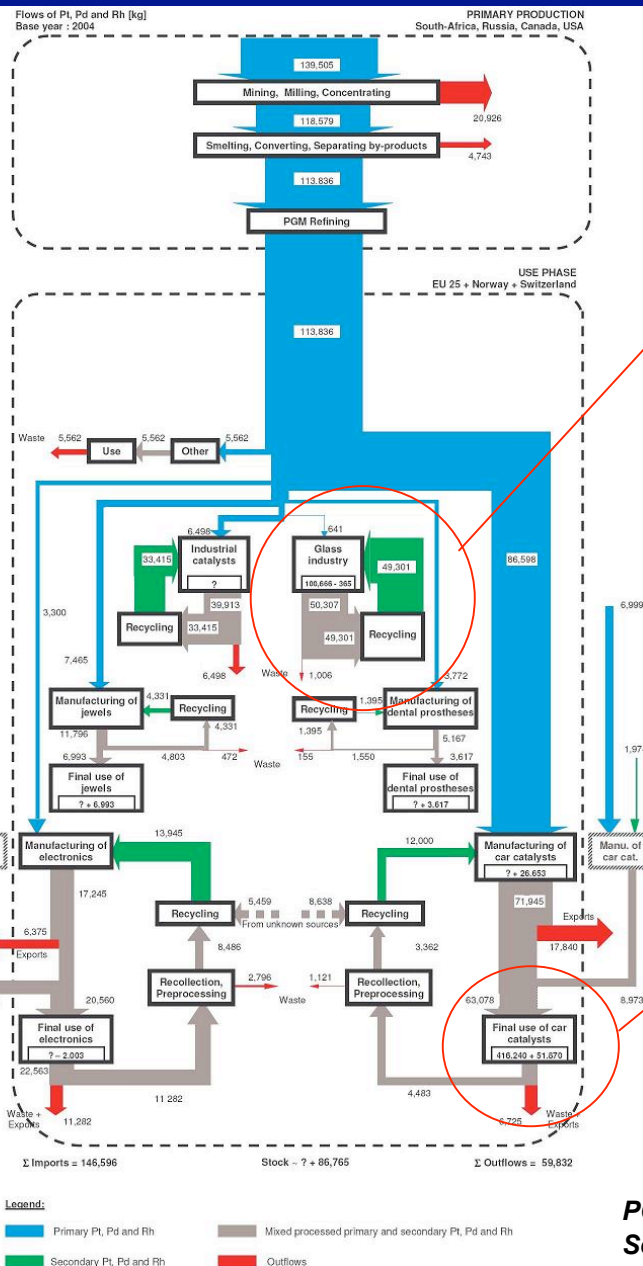 Flows of Pt, Pd and Rh [kg]
Base year : 2004
PRIMARY PRODUCTION
South-Africa, Russia, Canada, USA
139,505
Mining, Milling, Concentrating
20,926
118,579
Smelting, Converting, Separating by-products
4,743
113.836
PGM Refining
USE PHASE
EU 25 + Norway + Switzerland
113,836
Waste
5,562
Use
5,562
Other
5,562
6.498
641
Industrial
catalysts
?
Glass
industry
100,666 - 365
86,598
33,415
49,301
39,913
50,307
Recycling
33,415
49,301
Recycling
3,300
6,999
7,465
6,498
Waste
1,006
3,772
Manufacturing of
jewels
4,331
Recycling
Recycling
1,395
Manufacturing of
dental prostheses
11,796
4,331
1,395
5,167
6,993
4,803
472
Waste
155
1,550
3,617
Final use of
jewels
? + 6.993
Final use of
dental prostheses
? + 3.617
Manufacturing of
electronics
13,945
12,000
Manufacturing of
car catalysts
? + 26.653
Manu. of
car cat.
17,245
71,945
5,459
8,638
Recycling
From unknown sources
Recycling
Exports
6,375
Exports
8,486
3,362
17,840
Recollection,
Preprocessing
2,796
Waste
1,121
Recollection,
Preprocessing
20,560
63,078
8,973
Final use of
electronics
? – 2.003
Final use of car
catalysts
416.240 + 51.870
22,563
11 282
4,483
Waste +
Exports
11,282
6,725
Waste +
Exports
Σ Imports = 146,596
Stock ~ ? + 86,765
Σ Outflows = 59,832
Legend:
Primary Pt, Pd and Rh
Mixed processed primary and secondary Pt, Pd and Rh
Secondary Pt, Pd and Rh
Outflows